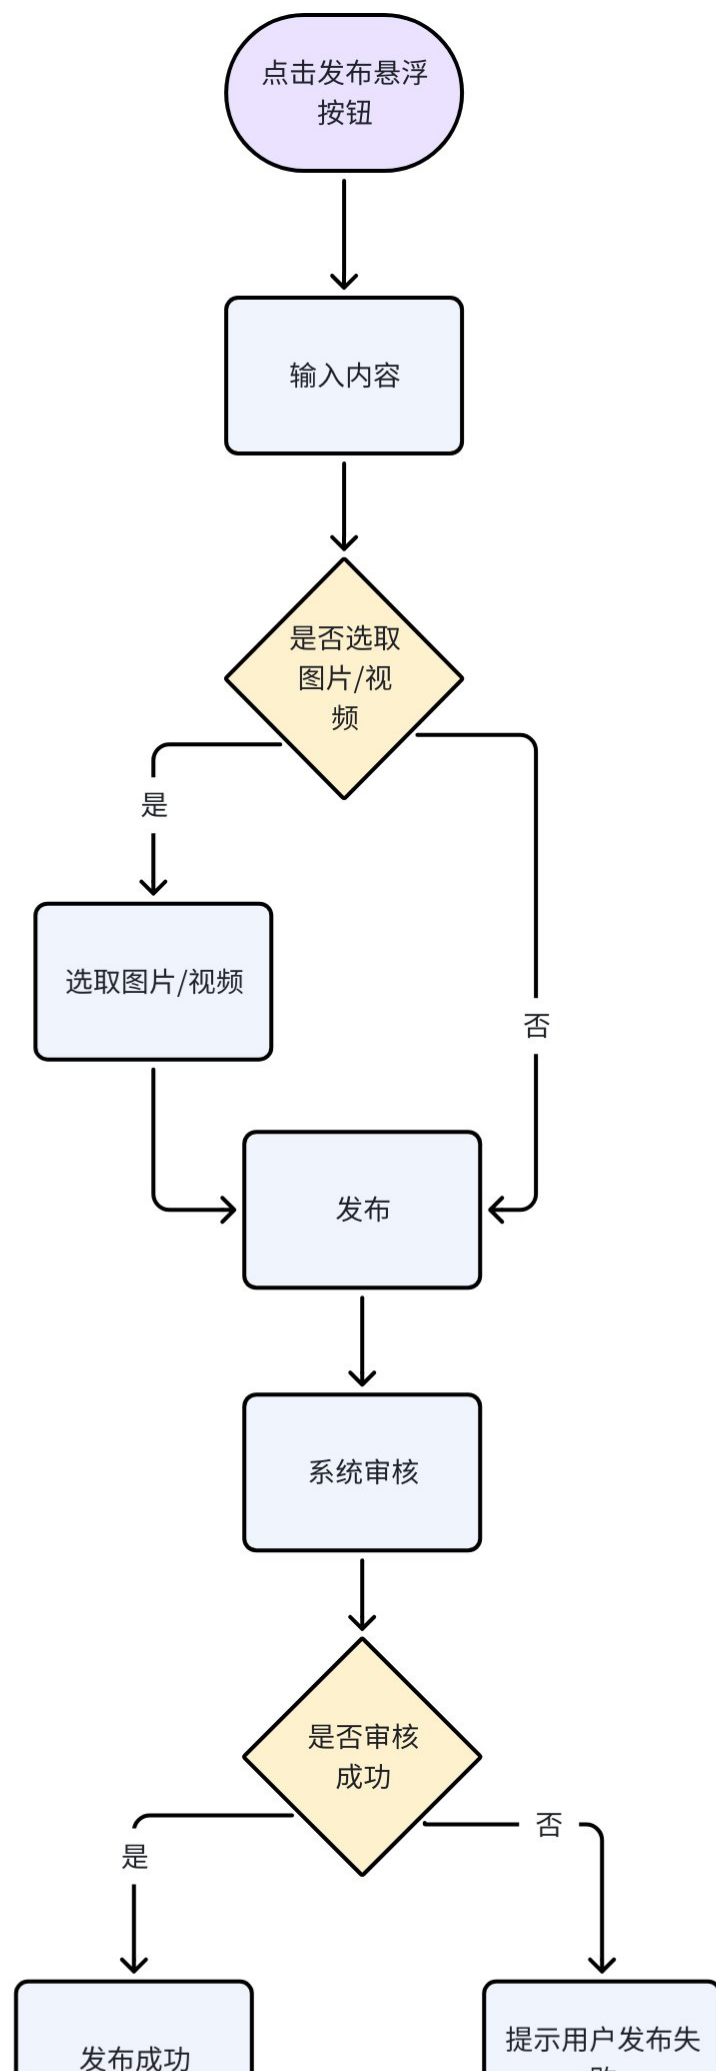 点击发布悬浮
按钮
输入内容
是否选取
图片/视
频
是
选取图片/视频
否
发布
系统审核
是否审核
成功
否
是
发布成功
提示用户发布失